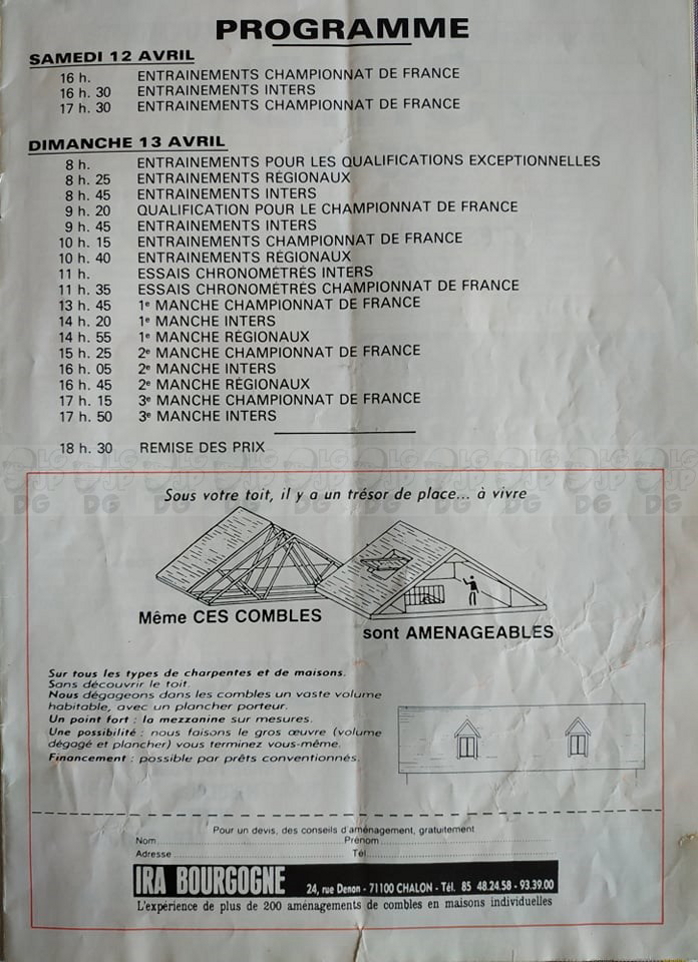 PROGRAMME
SAMEDI 12 AVRIL
16 h. ENTRAINEMENTS CHAMPIONNAT DE FRANCE
16 h. 30 ENTRAINEMENTS INTERS
17 h. 30 ENTRAINEMENTS CHAMPIONNAT DE FRANCE
DIMANCHE 13 AVRIL
8 h. ENTRAINEMENTS POUR LES QUALIFICATIONS EXCEPTIONNELLES
8 h. 25 ENTRAINEMENTS RÉGIONAUX
8 h. 45 ENTRAINEMENTS INTERS
9 h. 20 QUALIFICATION POUR LE CHAMPIONNAT DE FRANCE
9 h. 45 ENTRAINEMENTS INTERS
10 h. 15 ENTRAINEMENTS CHAMPIONNAT DE FRANCE
10 h. 40 ENTRAINEMENTS RÉGIONAUX
11 h. ESSAIS CHRONOMÉTRÉS INTERS
11 h. 35 ESSAIS CHRONOMÉTRÉS CHAMPIONNAT DE FRANCE
13 h. 45 1e MANCHE CHAMPIONNAT DE FRANCE
14 h. 20 1e MANCHE INTERS
14 h. 55 1e MANCHE RÉGIONAUX
15 h. 25 2e MANCHE CHAMPIONNAT DE FRANCE
16 h. 05 2e MANCHE INTERS
16 h. 45 2e MANCHE RÉGIONAUX
17 h. 15 3e MANCHE CHAMPIONNAT DE FRANCE
17 h. 50 3e MANCHE INTERS
18 h. 30 REMISE DES PRIX
Sous votre toit, il y a un trésor de place... à vivre
Même CES COMBLES
sont AMENAGEABLES
Sur tous les types de charpentes et de maisons.
Sans découvrir le toit.
Nous dégageons dans les combles un vaste volume
habitable, avec un plancher porteur.
Un point fort : la mezzanine sur mesures.
Une possibilité : nous faisons le gros œuvre (volume
dégagé et plancher) vous terminez vous-même.
Financement : possible par prêts conventionnés.
Pour un devis, des conseils d'aménagement, gratuitement
Nom Prénom
Adresse Tél.
IRA BOURGOGNE 24, rue Denon - 71100 CHALON - Tél. 85 48.24.58 - 93.39.00
L'expérience de plus de 200 aménagements de combles en maisons individuelles